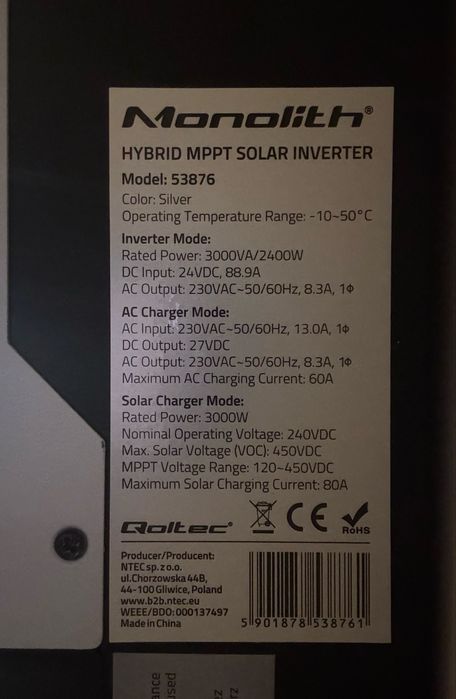 Monolith®
HYBRID MPPT SOLAR INVERTER
Model: 53876
Color: Silver
Operating Temperature Range: -10~50°C
Inverter Mode:
Rated Power: 3000VA/2400W
DC Input: 24VDC, 88.9A
AC Output: 230VAC~50/60Hz, 8.3A, 1Φ
AC Charger Mode:
AC Input: 230VAC~50/60Hz, 13.0A, 1Φ
DC Output: 27VDC
AC Output: 230VAC~50/60Hz, 8.3A, 1Φ
Maximum AC Charging Current: 60A
Solar Charger Mode:
Rated Power: 3000W
Nominal Operating Voltage: 240VDC
Max. Solar Voltage (VOC): 450VDC
MPPT Voltage Range: 120~450VDC
Maximum Solar Charging Current: 80A
Qoltec®
CE
RoHS
Producer/Producent:
NTEC sp. z o.o.
ul.Chorzowska 44B,
44-100 Gliwice, Poland
www.b2b.ntec.eu
WEEE/BDO: 000137497
Made in China
5 901878 538761